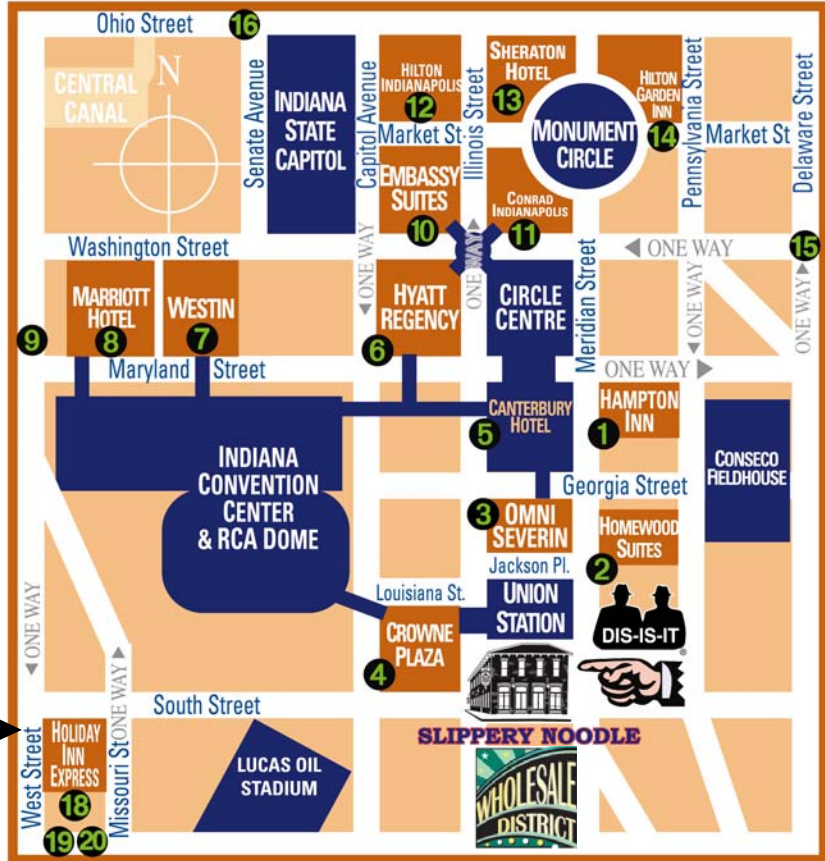 Ohio Street
16
CENTRAL
CANAL
N
Senate Avenue
INDIANA
STATE
CAPITOL
Capitol Avenue
HILTON
INDIANAPOLIS
12
Market St.
Illinois Street
SHERATON
HOTEL
13
MONUMENT
CIRCLE
HILTON
GARDEN
INN
14
Pennsylvania Street
Market St
Delaware Street
EMBASSY
SUITES
10
CONRAD
INDIANAPOLIS
11
Washington Street
ONE WAY
ONE WAY
ONE WAY
15
ONE WAY
ONE WAY
MARRIOTT
HOTEL
8
WESTIN
7
9
HYATT
REGENCY
6
CIRCLE
CENTRE
Meridian Street
Maryland Street
ONE WAY
CANTERBURY
HOTEL
5
HAMPTON
INN
1
INDIANA
CONVENTION
CENTER
& RCA DOME
CONSECO
FIELDHOUSE
Georgia Street
3
OMNI
SEVERIN
HOMEWOOD
SUITES
2
Jackson Pl.
Louisiana St.
UNION
STATION
DIS-IS-IT
®
CROWNE
PLAZA
4
ONE WAY
ONE WAY
South Street
West Street
HOLIDAY
INN
EXPRESS
18
19 20
Missouri St
LUCAS OIL
STADIUM
SLIPPERY NOODLE
WHOLESALE
DISTRICT